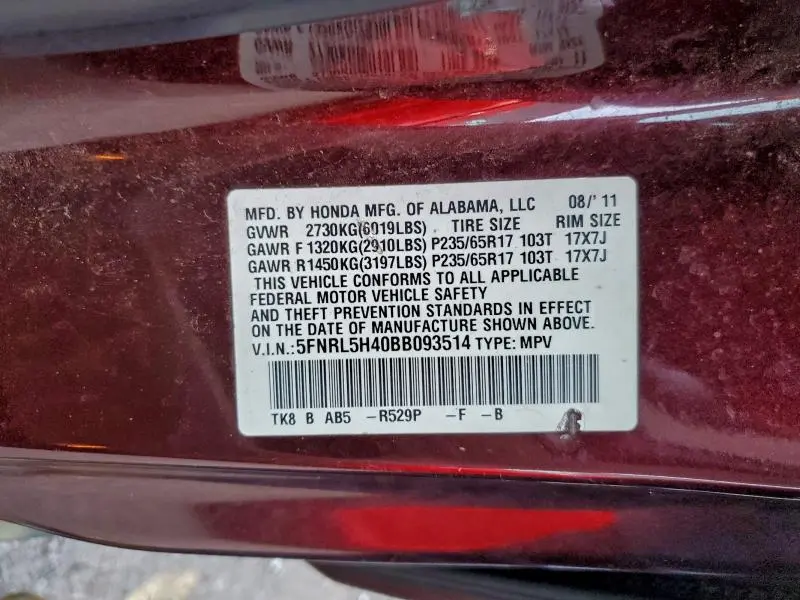 MFD. BY HONDA MFG. OF ALABAMA, LLC 08/'11
GVWR 2730KG(6019LBS) TIRE SIZE RIM SIZE
GAWR F 1320KG(2910LBS) P235/65R17 103T 17X7J
GAWR R1450KG(3197LBS) P235/65R17 103T 17X7J
THIS VEHICLE CONFORMS TO ALL APPLICABLE
FEDERAL MOTOR VEHICLE SAFETY
AND THEFT PREVENTION STANDARDS IN EFFECT
ON THE DATE OF MANUFACTURE SHOWN ABOVE.
V.I.N.:5FNRL5H40BB093514 TYPE: MPV
TK8 B AB5 -R529P -F -B